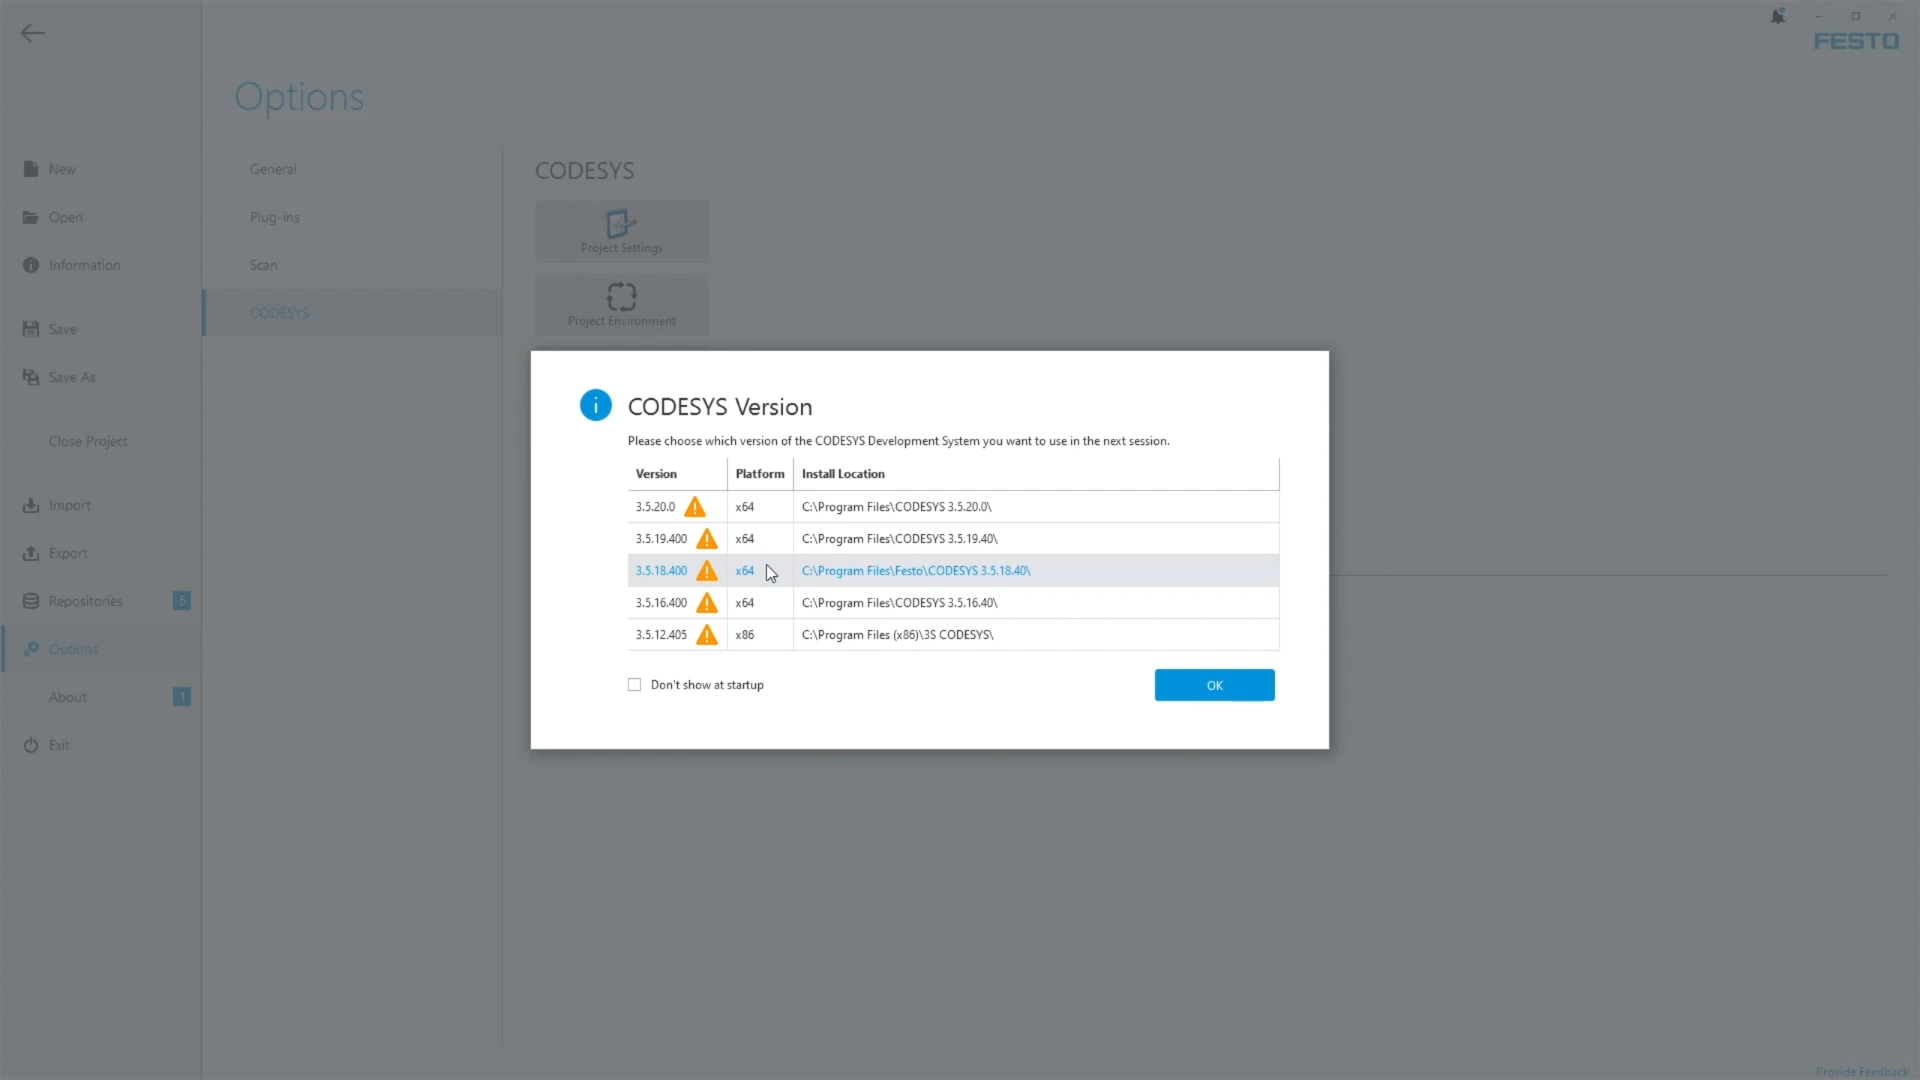 FESTO
Options
New
Open
Information
Save
Save As
Close Project
Import
Export
Repositories 5
Options
About 1
Exit
General
Plug-ins
Scan
CODESYS
CODESYS
Project Settings
Project Environment
i CODESYS Version
Please choose which version of the CODESYS Development System you want to use in the next session.
Version Platform Install Location
3.5.20.0 x64 C:\Program Files\CODESYS 3.5.20.0\
3.5.19.400 x64 C:\Program Files\CODESYS 3.5.19.40\
3.5.18.400 x64 C:\Program Files\Festo\CODESYS 3.5.18.40\
3.5.16.400 x64 C:\Program Files\CODESYS 3.5.16.40\
3.5.12.405 x86 C:\Program Files (x86)\3S CODESYS\
Don't show at startup
OK
Provide Feedback